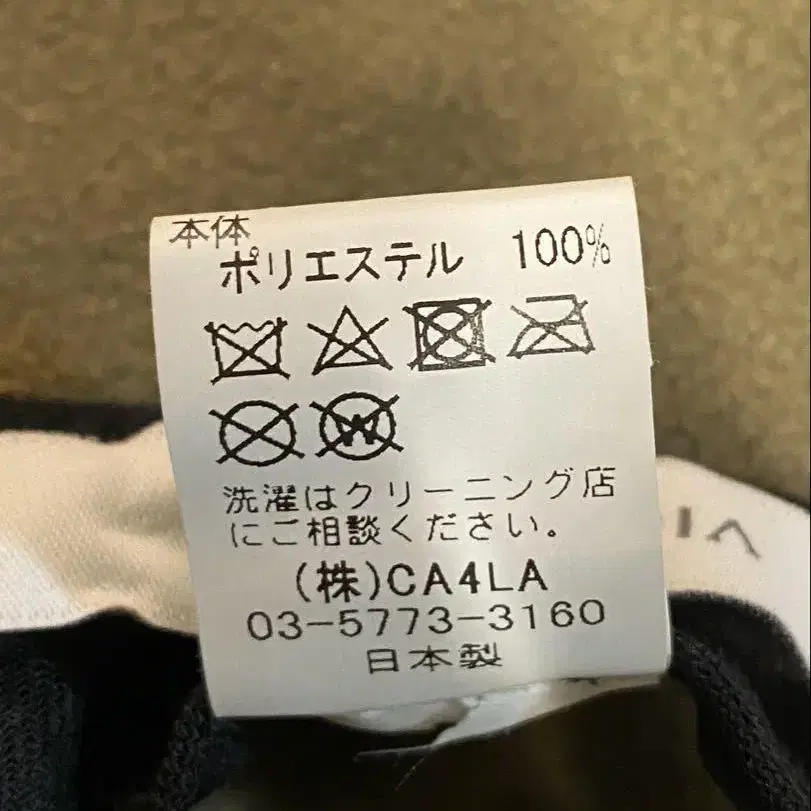 本体
ポリエステル 100%
W
洗濯はクリーニング店
にご相談ください。
(株)CA4LA
03-5773-3160
日本製